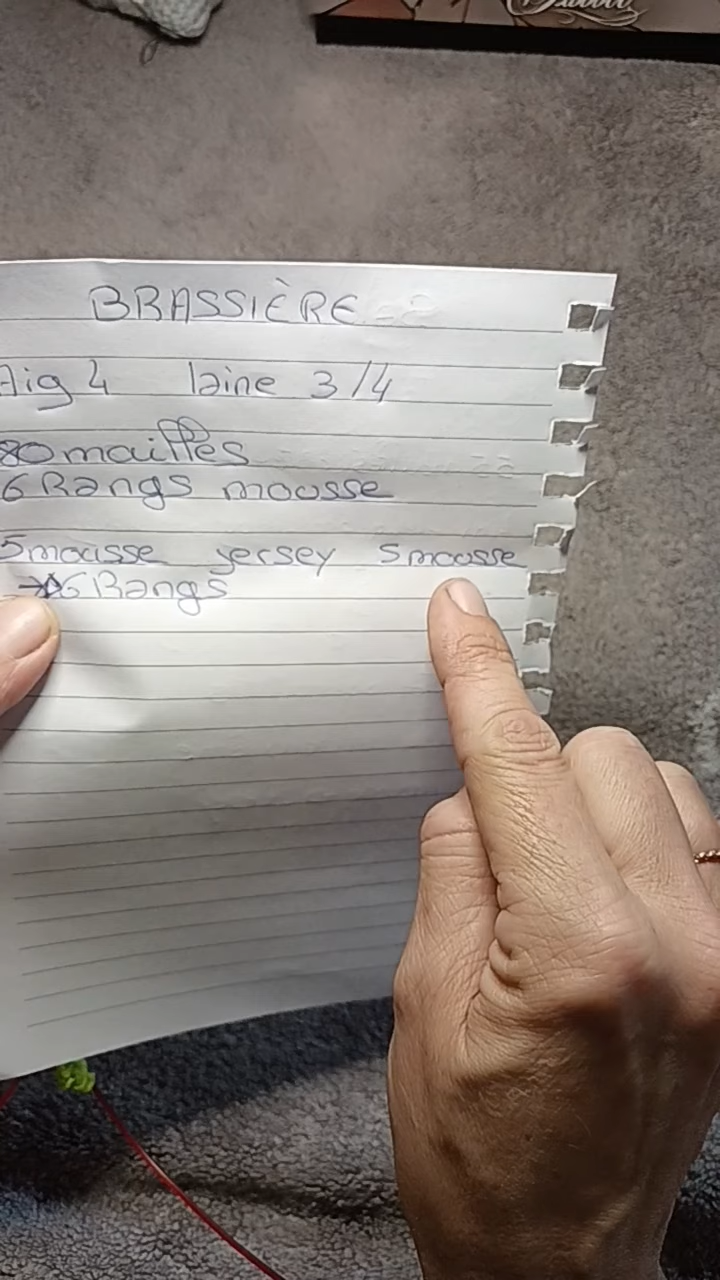 BRASSIÈRE
Aig 4 laine 3/4
80 mailles
6 Rangs mousse
5 mousse jersey 5 mousse
→ 6 Rangs